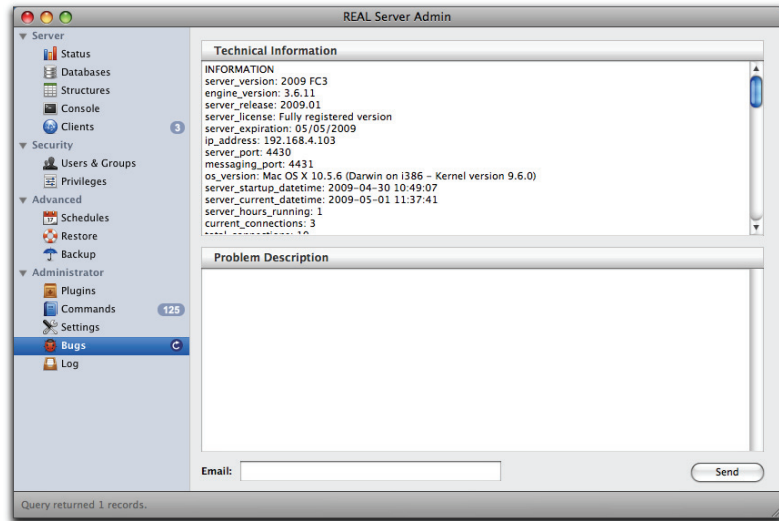 REAL Server Admin
Server
Status
Databases
Structures
Console
Clients 3
Security
Users & Groups
Privileges
Advanced
Schedules
Restore
Backup
Administrator
Plugins
Commands 125
Settings
Bugs
Log
Technical Information
INFORMATION
server_version: 2009 FC3
engine_version: 3.6.11
server_release: 2009.01
server_license: Fully registered version
server_expiration: 05/05/2009
ip_address: 192.168.4.103
server_port: 4430
messaging_port: 4431
os_version: Mac OS X 10.5.6 (Darwin on i386 - Kernel version 9.6.0)
server_startup_datetime: 2009-04-30 10:49:07
server_current_datetime: 2009-05-01 11:37:41
server_hours_running: 1
current_connections: 3
total_connections: 10
Problem Description
Email:
Send
Query returned 1 records.